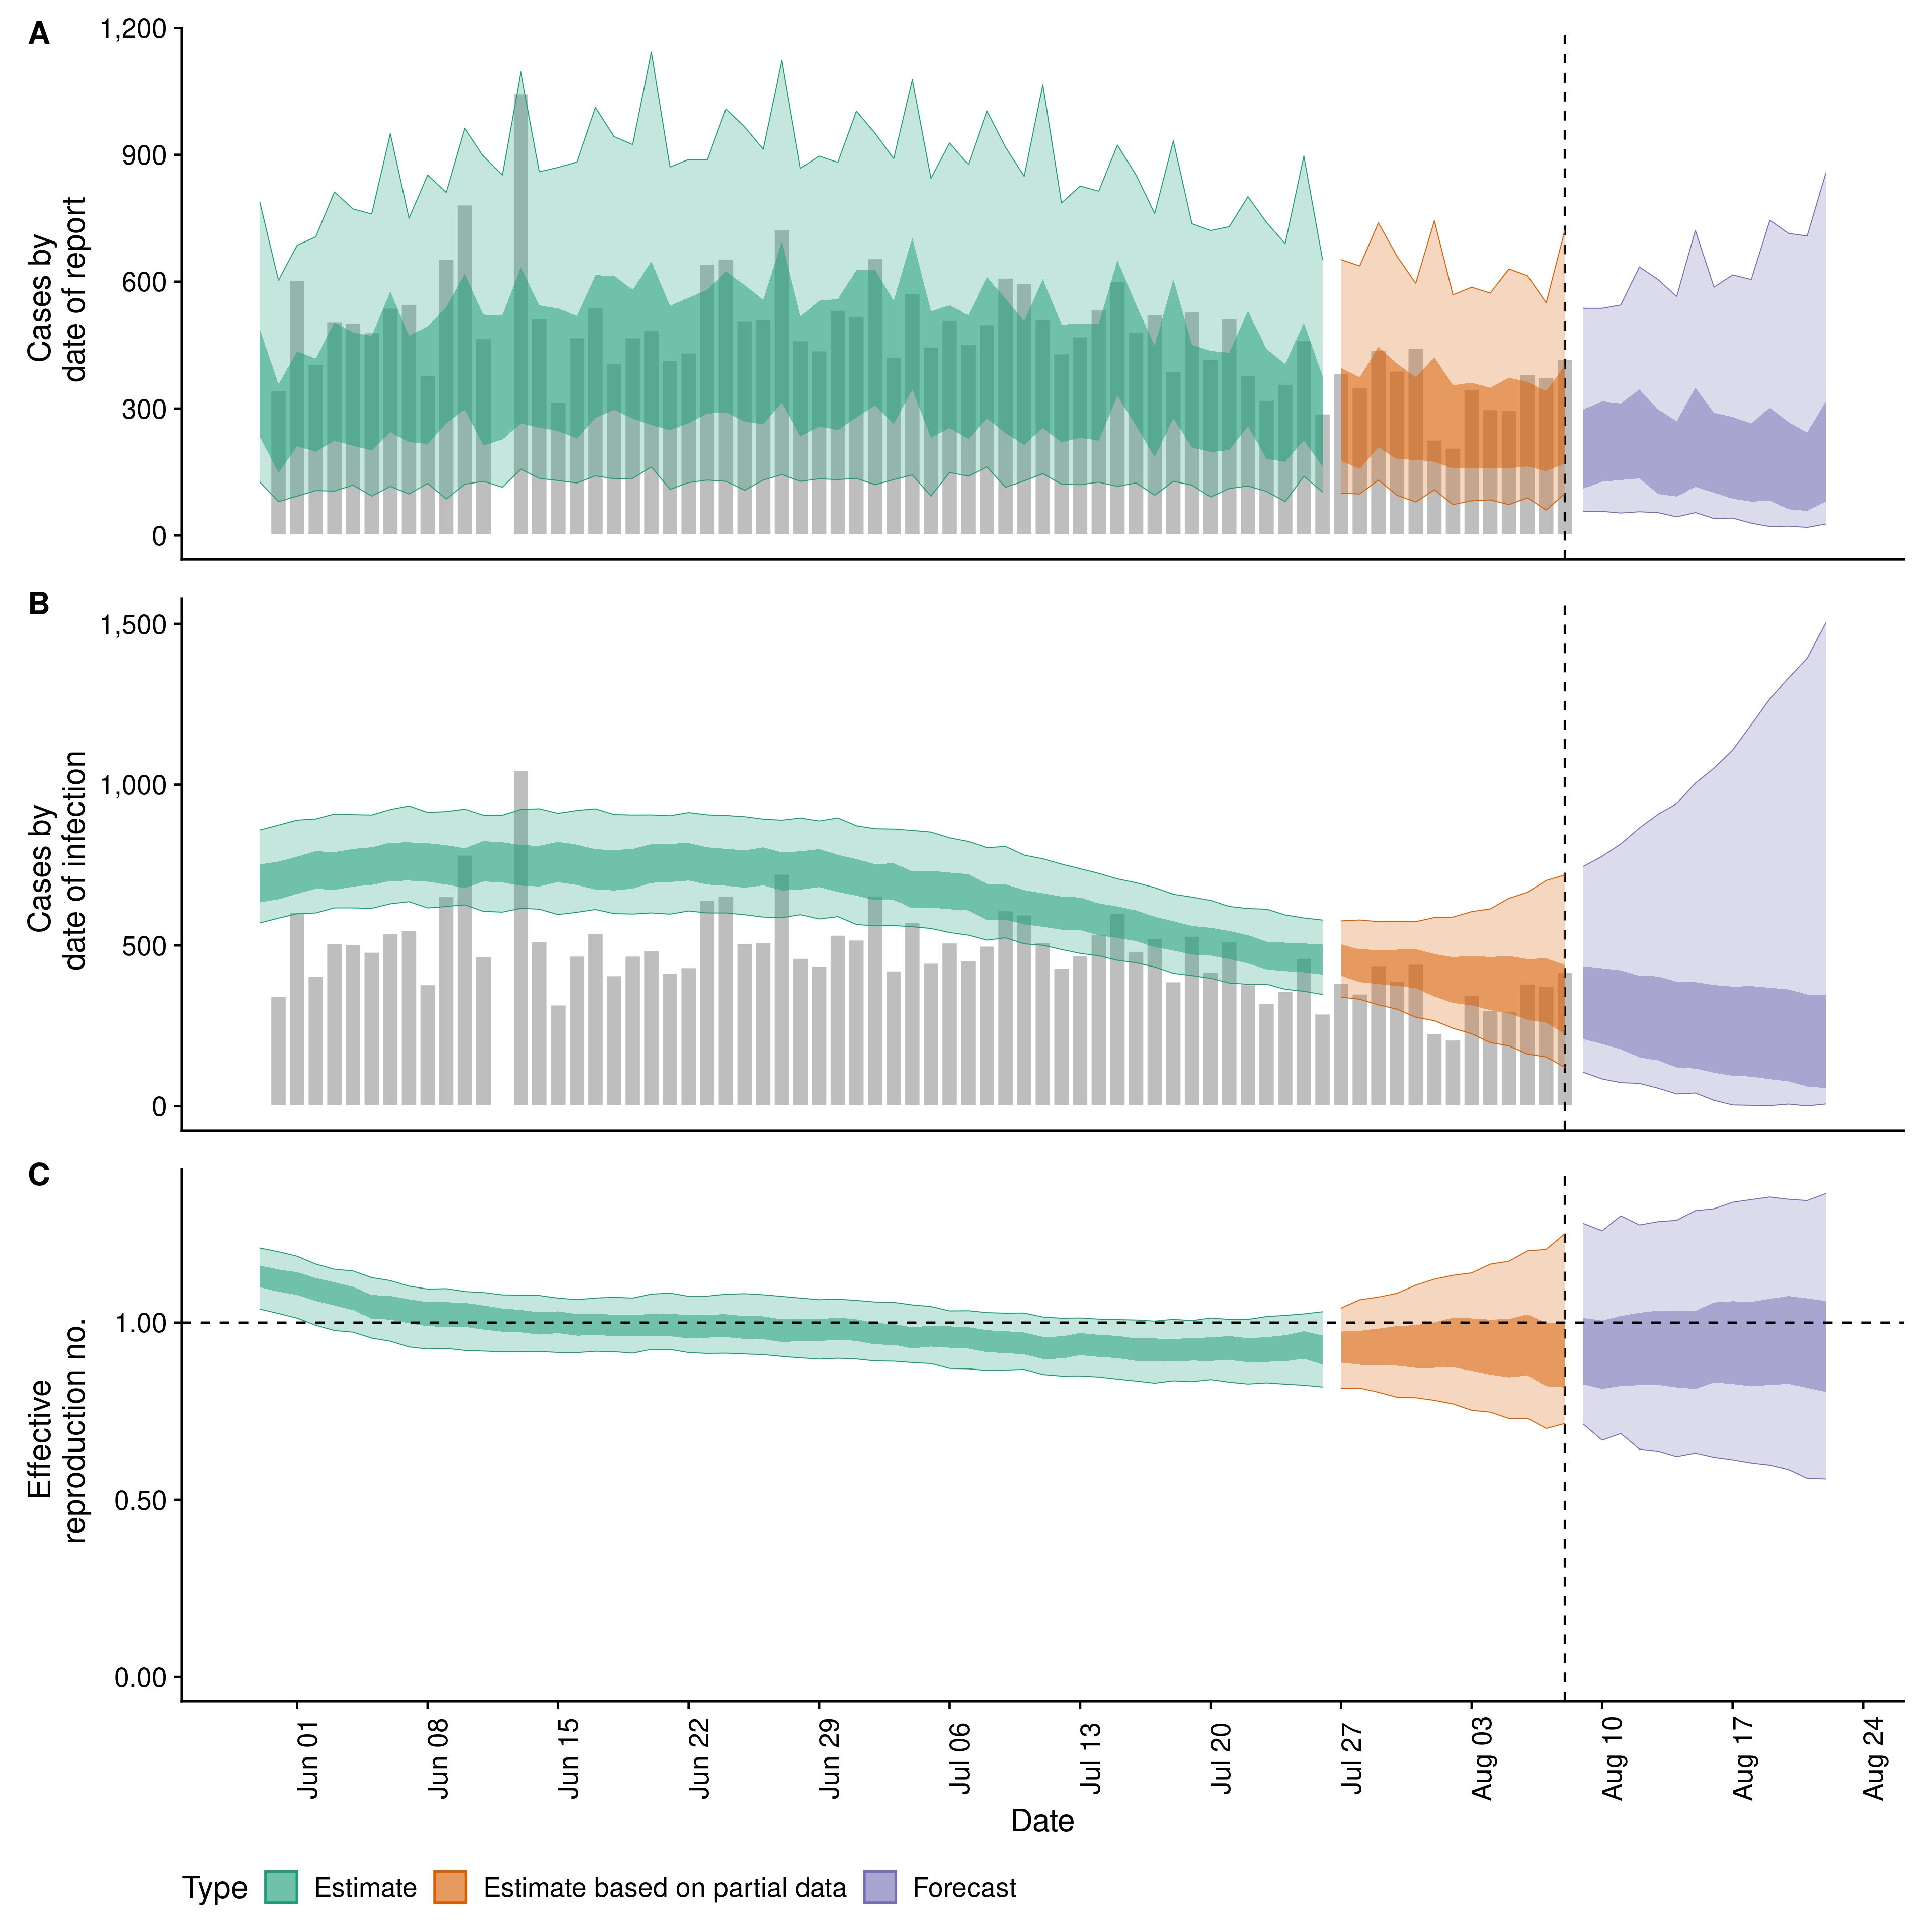 A
Cases by
date of report
1,200
900
600
300
0
B
Cases by
date of infection
1,500
1,000
500
0
C
Effective
reproduction no.
1.00
0.50
0.00
Jun 01
Jun 08
Jun 15
Jun 22
Jun 29
Jul 06
Jul 13
Jul 20
Jul 27
Aug 03
Aug 10
Aug 17
Aug 24
Date
Type Estimate Estimate based on partial data Forecast